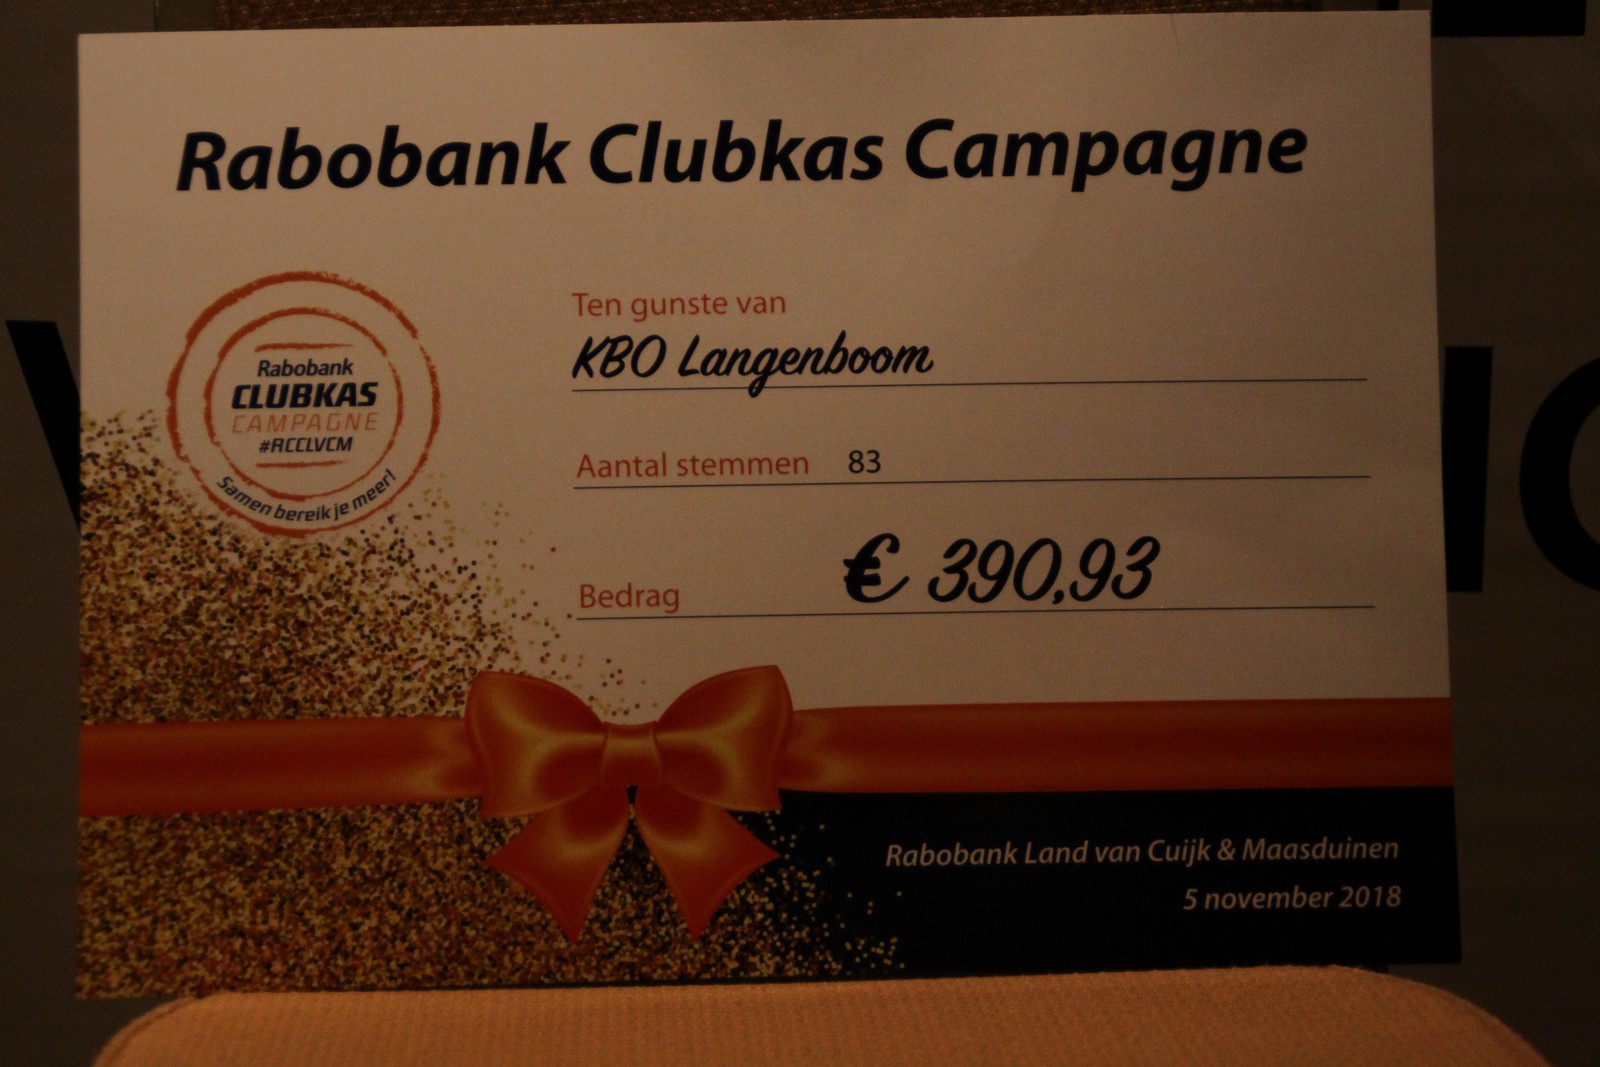 Rabobank Clubkas Campagne
Rabobank
CLUBKAS
CAMPAGNE
#RCCLVCM
Samen bereik je meer!
Ten gunste van
KBO Langenboom
Aantal stemmen 83
Bedrag € 390,93
Rabobank Land van Cuijk & Maasduinen
5 november 2018